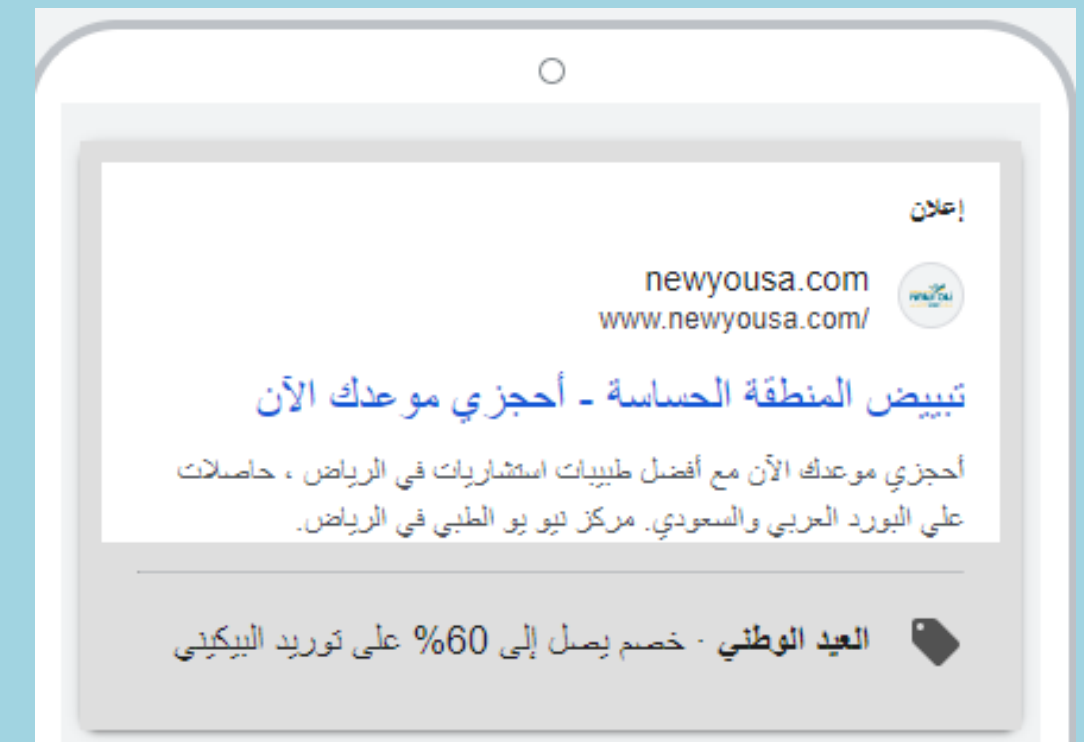 إعلان
newyousa.com
www.newyousa.com/
تبييض المنطقة الحساسة - أحجزي موعدك الآن
أحجزي موعدك الآن مع أفضل طبيبات استشاريات في الرياض ، حاصلات
علي البورد العربي والسعودي. مركز نيو يو الطبي في الرياض.
العيد الوطني · خصم يصل إلى 60% على توريد البيكيني